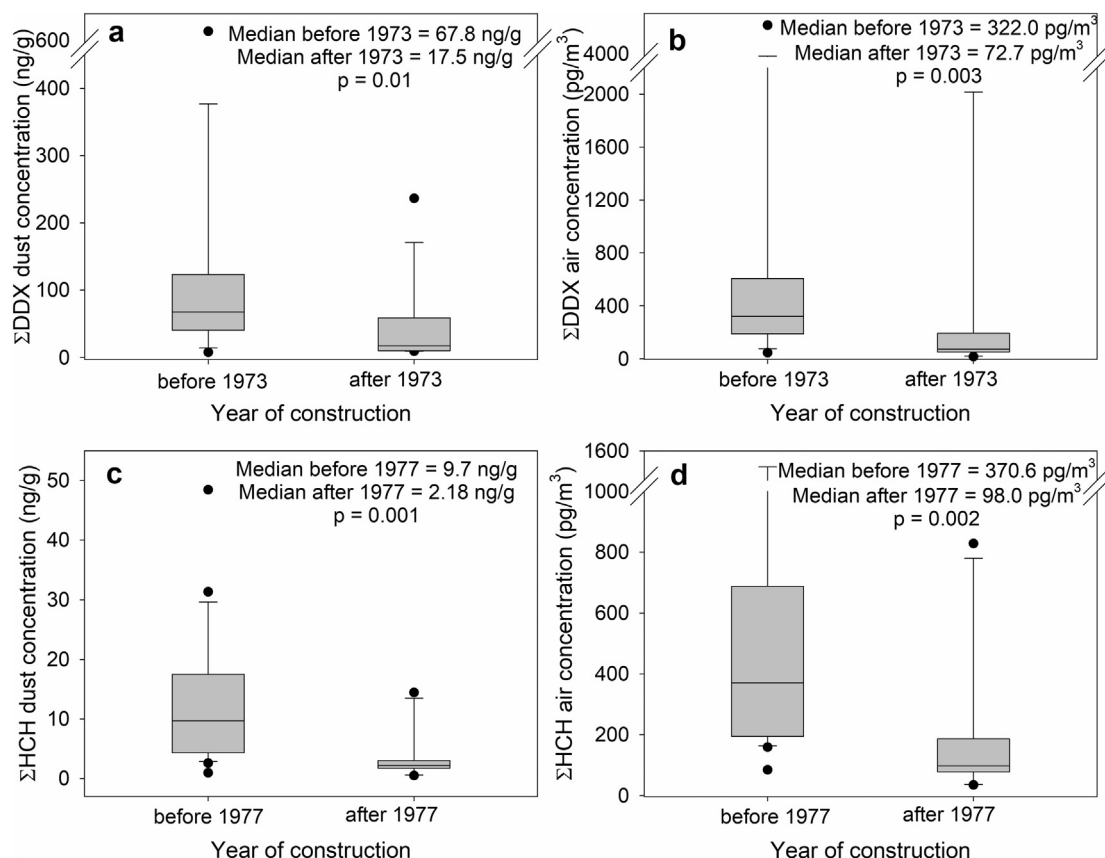 a
Median before 1973 = 67.8 ng/g
Median after 1973 = 17.5 ng/g
p = 0.01
600
400
300
200
100
0
ΣDDX dust concentration (ng/g)
before 1973
after 1973
Year of construction
b
Median before 1973 = 322.0 pg/m³
Median after 1973 = 72.7 pg/m³
p = 0.003
4000
2000
1600
1200
800
400
0
ΣDDX air concentration (pg/m³)
before 1973
after 1973
Year of construction
c
Median before 1977 = 9.7 ng/g
Median after 1977 = 2.18 ng/g
p = 0.001
50
40
30
20
10
0
ΣHCH dust concentration (ng/g)
before 1977
after 1977
Year of construction
d
Median before 1977 = 370.6 pg/m³
Median after 1977 = 98.0 pg/m³
p = 0.002
1600
1000
800
600
400
200
0
ΣHCH air concentration (pg/m³)
before 1977
after 1977
Year of construction